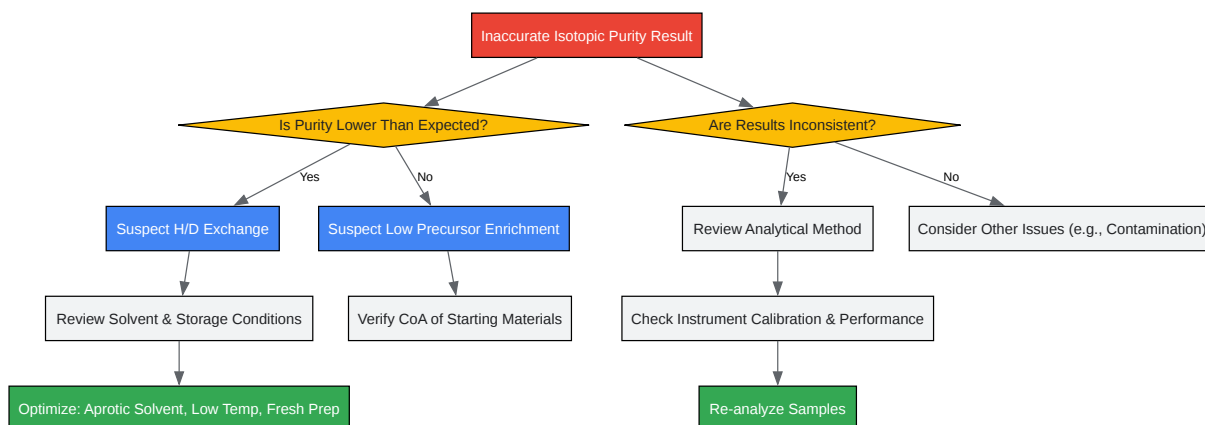 Inaccurate Isotopic Purity Result
Is Purity Lower Than Expected?
Are Results Inconsistent?
Yes
No
Yes
No
Suspect H/D Exchange
Suspect Low Precursor Enrichment
Review Analytical Method
Consider Other Issues (e.g., Contamination)
Review Solvent & Storage Conditions
Verify CoA of Starting Materials
Check Instrument Calibration & Performance
Optimize: Aprotic Solvent, Low Temp, Fresh Prep
Re-analyze Samples